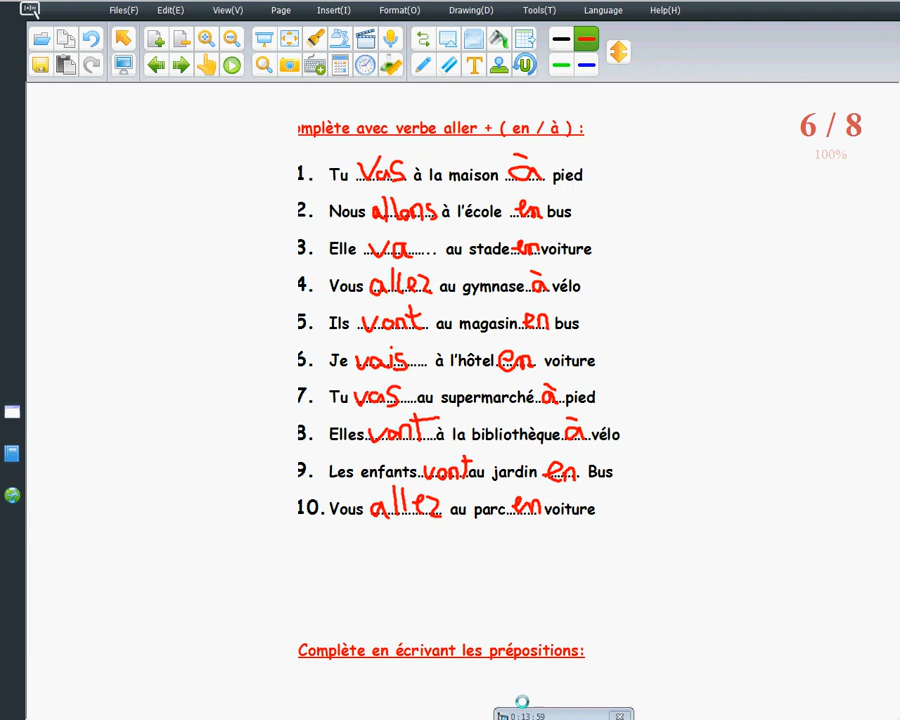 Files(F) Edit(E) View(V) Page Insert(I) Format(O) Drawing(D) Tools(T) Language Help(H)
omplète avec verbe aller + ( en / à ) :
6 / 8
100%
1. Tu vas à la maison à pied
2. Nous allons à l'école en bus
3. Elle va au stade en voiture
4. Vous allez au gymnase à vélo
5. Ils vont au magasin en bus
6. Je vais à l'hôtel en voiture
7. Tu vas au supermarché à pied
8. Elles vont à la bibliothèque à vélo
9. Les enfants vont au jardin en Bus
10. Vous allez au parc en voiture
Complète en écrivant les prépositions:
0:13:59